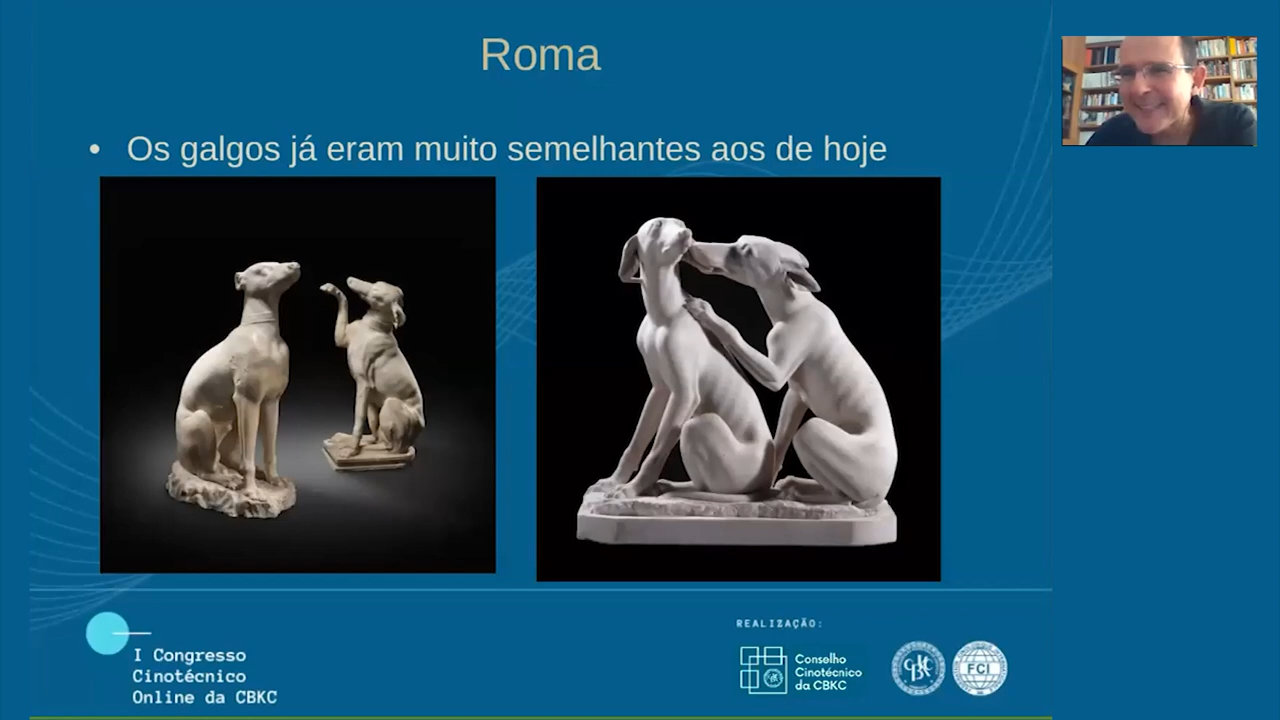 Roma
• Os galgos já eram muito semelhantes aos de hoje
I Congresso
Cinotécnico
Online da CBKC
REALIZAÇÃO:
Conselho
Cinotécnico
da CBKC
CBKC
FCI